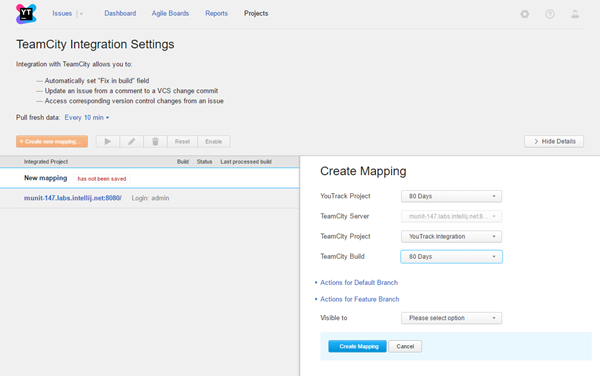 YT
Issues
Dashboard
Agile Boards
Reports
Projects
TeamCity Integration Settings
Integration with TeamCity allows you to:
— Automatically set "Fix in build" field
— Update an issue from a comment to a VCS change commit
— Access corresponding version control changes from an issue
Pull fresh data: Every 10 min
+ Create new mapping...
Reset
Enable
> Hide Details
Integrated Project
Build
Status
Last processed build
New mapping has not been saved
munit-147.labs.intellij.net:8080/ Login: admin
Create Mapping
YouTrack Project 80 Days
TeamCity Server munit-147.labs.intellij.net:8...
TeamCity Project YouTrack integration
TeamCity Build 80 Days
Actions for Default Branch
Actions for Feature Branch
Visible to Please select option
Create Mapping
Cancel